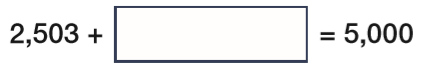 2,503 + = 5,000